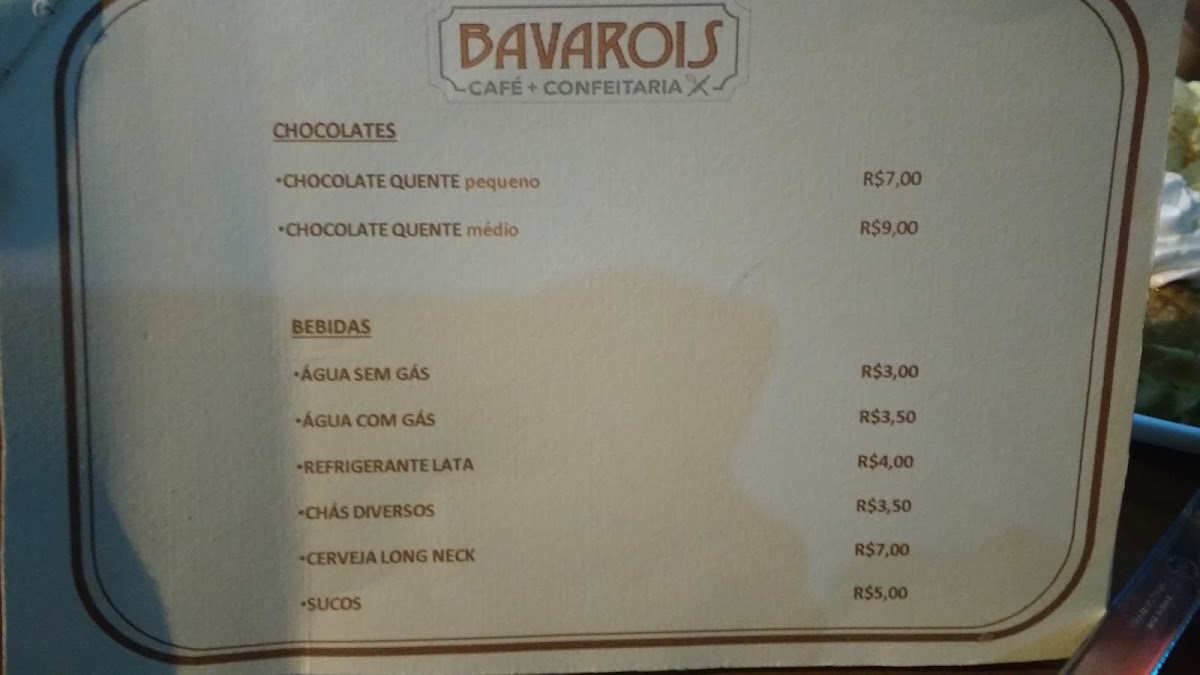 BAVAROIS
CAFÉ + CONFEITARIA
CHOCOLATES
•CHOCOLATE QUENTE pequeno R$7,00
•CHOCOLATE QUENTE médio R$9,00
BEBIDAS
•ÁGUA SEM GÁS R$3,00
•ÁGUA COM GÁS R$3,50
•REFRIGERANTE LATA R$4,00
•CHÁS DIVERSOS R$3,50
•CERVEJA LONG NECK R$7,00
•SUCOS R$5,00